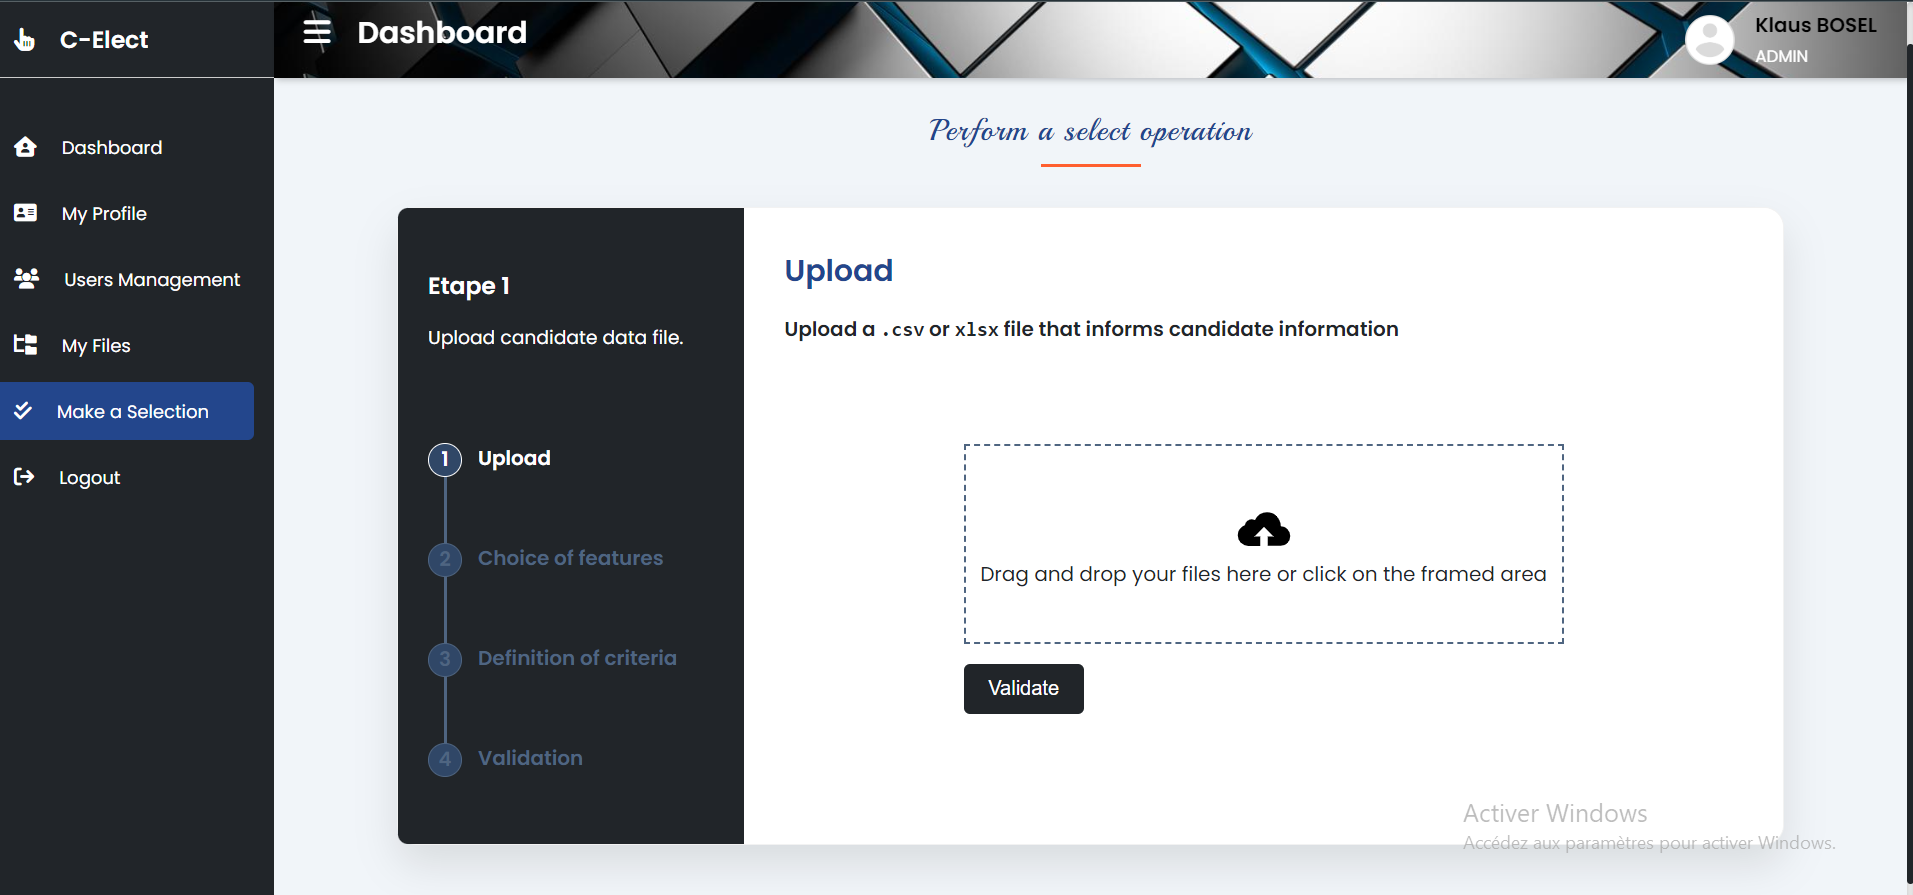 C-Elect
Dashboard
Klaus BOSEL
ADMIN
Dashboard
My Profile
Users Management
My Files
Make a Selection
Logout
Perform a select operation
Etape 1
Upload candidate data file.
1 Upload
2 Choice of features
3 Definition of criteria
4 Validation
Upload
Upload a .csv or xlsx file that informs candidate information
Drag and drop your files here or click on the framed area
Validate
Activer Windows
Accédez aux paramètres pour activer Windows.